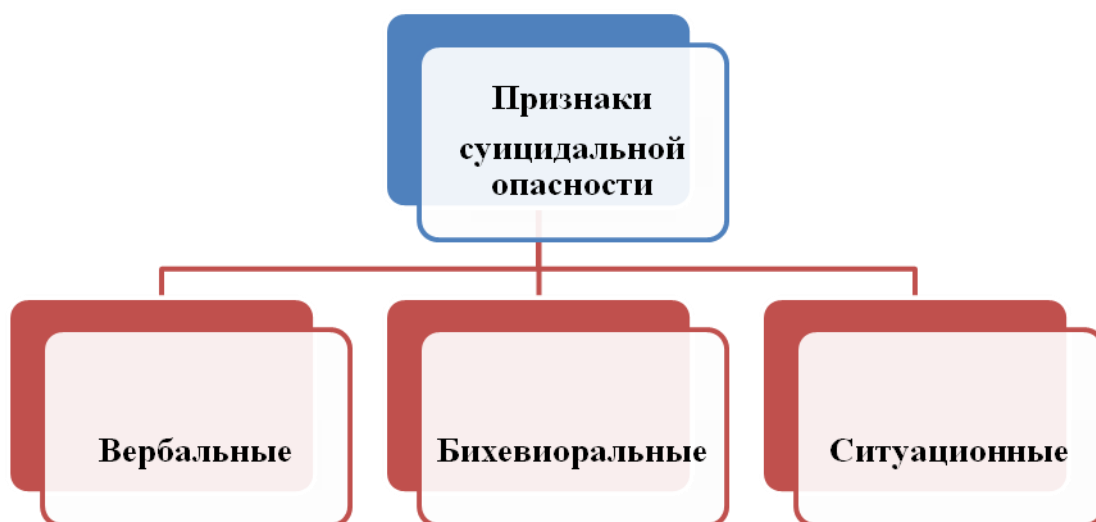 Признаки
суицидальной
опасности
Вербальные
Бихевиоральные
Ситуационные